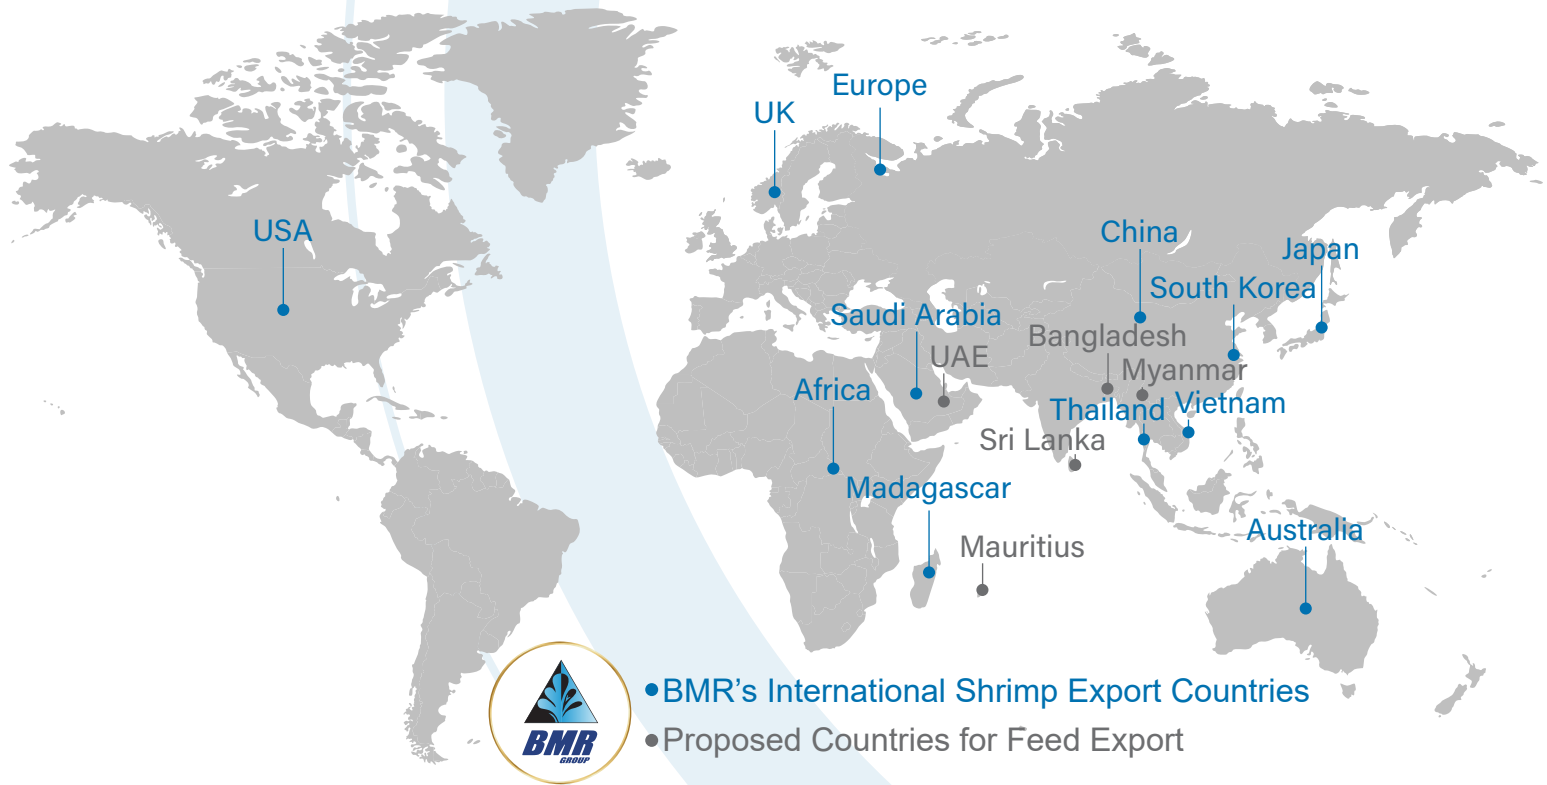 Europe
UK
USA
China
Japan
South Korea
Saudi Arabia
Bangladesh
UAE
Myanmar
Africa
Thailand
Vietnam
Sri Lanka
Madagascar
Australia
Mauritius
BMR's International Shrimp Export Countries
Proposed Countries for Feed Export
BMR
GROUP